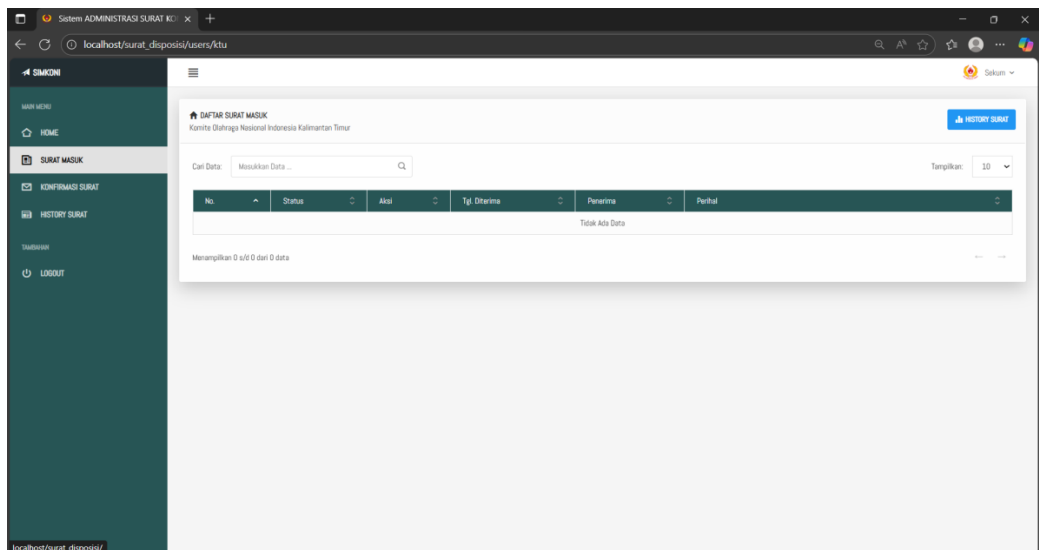 Sistem ADMINISTRASI SURAT KO
localhost/surat_disposisi/users/ktu
SIMKONI
Sekum
MAIN MENU
HOME
SURAT MASUK
KONFIRMASI SURAT
HISTORY SURAT
TAMBAHAN
LOGOUT
DAFTAR SURAT MASUK
Komite Olahraga Nasional Indonesia Kalimantan Timur
HISTORY SURAT
Cari Data: Masukkan Data ...
Tampilkan: 10
No. Status Aksi Tgl. Diterima Penerima Perihal
Tidak Ada Data
Menampilkan 0 s/d 0 dari 0 data
localhost/surat_disposisi/